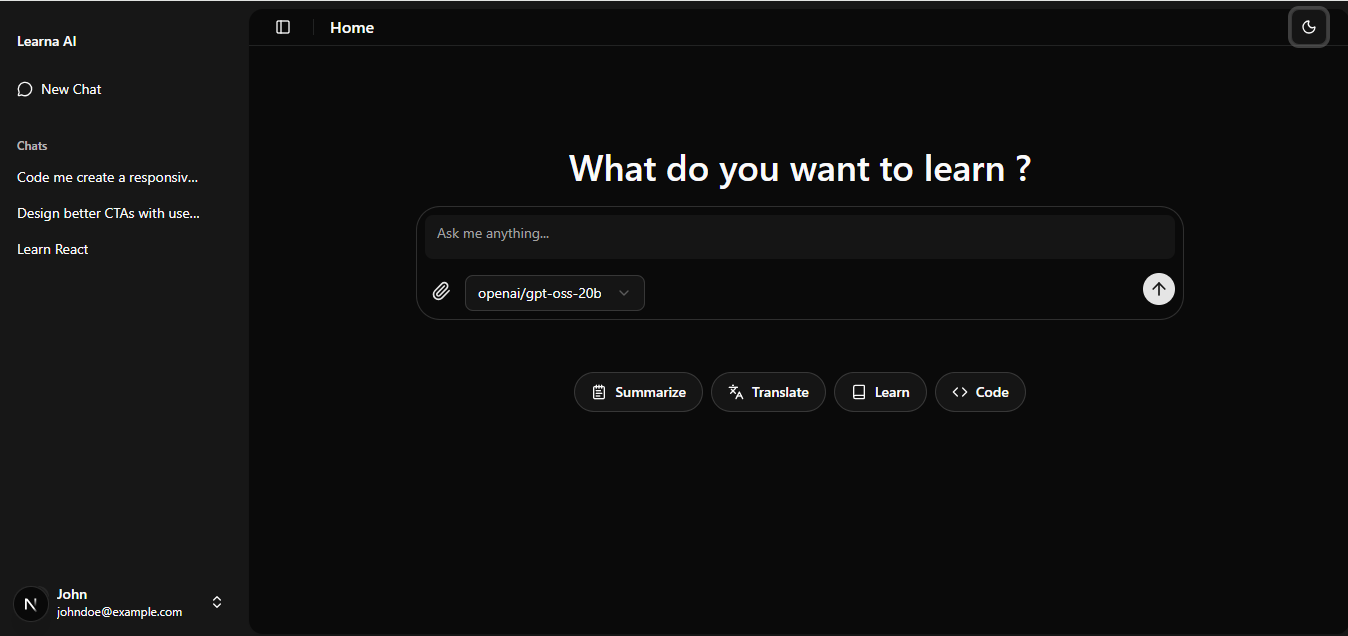 Learna AI
New Chat
Chats
Code me create a responsiv...
Design better CTAs with use...
Learn React
N
John
johndoe@example.com
Home
What do you want to learn ?
Ask me anything...
openai/gpt-oss-20b
Summarize
Translate
Learn
Code